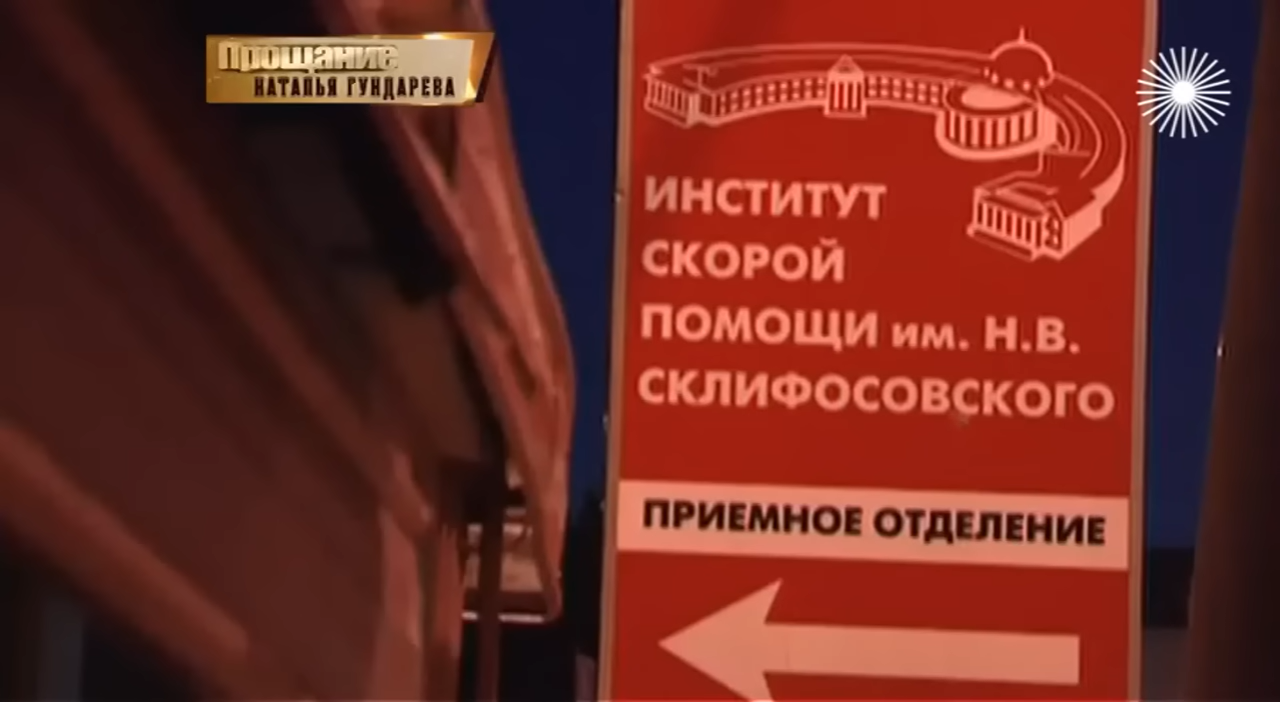 Прощание
НАТАЛЬЯ ГУНДАРЕВА
ИНСТИТУТ
СКОРОЙ
ПОМОЩИ им. Н.В.
СКЛИФОСОВСКОГО
ПРИЕМНОЕ ОТДЕЛЕНИЕ